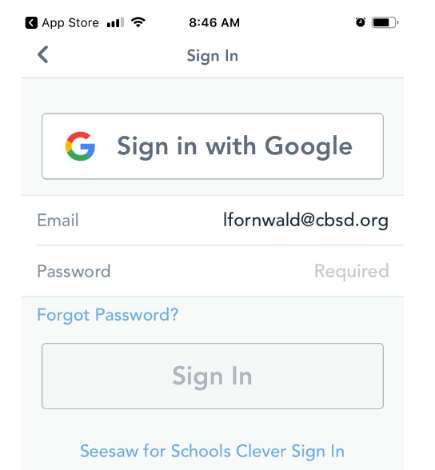 App Store 8:46 AM
Sign In
Sign in with Google
Email lfornwald@cbsd.org
Password Required
Forgot Password?
Sign In
Seesaw for Schools Clever Sign In